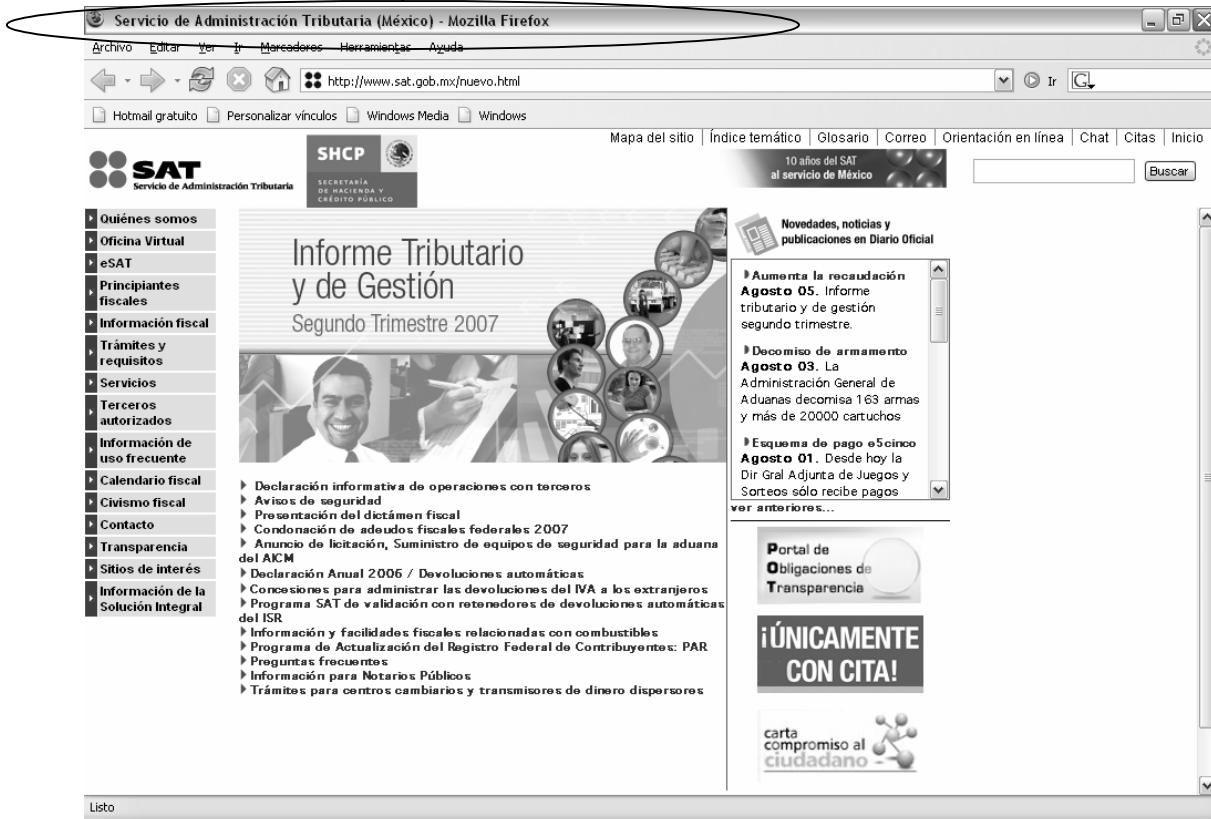 Servicio de Administración Tributaria (México) - Mozilla Firefox
Archivo Editar Ver Ir Marcadores Herramientas Ayuda
http://www.sat.gob.mx/nuevo.html
Ir
G
Hotmail gratuito
Personalizar vínculos
Windows Media
Windows
Mapa del sitio | Índice temático | Glosario | Correo | Orientación en línea | Chat | Citas | Inicio
SAT
Servicio de Administración Tributaria
SHCP
SECRETARÍA
DE HACIENDA Y
CRÉDITO PÚBLICO
10 años del SAT
al servicio de México
Buscar
Quiénes somos
Oficina Virtual
eSAT
Principiantes
fiscales
Información fiscal
Trámites y
requisitos
Servicios
Terceros
autorizados
Información de
uso frecuente
Calendario fiscal
Civismo fiscal
Contacto
Transparencia
Sitios de interés
Información de la
Solución Integral
Informe Tributario
y de Gestión
Segundo Trimestre 2007
Declaración informativa de operaciones con terceros
Avisos de seguridad
Presentación del dictámen fiscal
Condonación de adeudos fiscales federales 2007
Anuncio de licitación, Suministro de equipos de seguridad para la aduana
del AICM
Declaración Anual 2006 / Devoluciones automáticas
Concesiones para administrar las devoluciones del IVA a los extranjeros
Programa SAT de validación con retenedores de devoluciones automáticas
del ISR
Información y facilidades fiscales relacionadas con combustibles
Programa de Actualización del Registro Federal de Contribuyentes: PAR
Preguntas frecuentes
Información para Notarios Públicos
Trámites para centros cambiarios y transmisores de dinero dispersores
Novedades, noticias y
publicaciones en Diario Oficial
Aumenta la recaudación
Agosto 05. Informe
tributario y de gestión
segundo trimestre.
Decomiso de armamento
Agosto 03. La
Administración General de
Aduanas decomisa 163 armas
y más de 20000 cartuchos
Esquema de pago e5cinco
Agosto 01. Desde hoy la
Dir Gral Adjunta de Juegos y
Sorteos sólo recibe pagos
ver anteriores...
Portal de
Obligaciones de
Transparencia
¡ÚNICAMENTE
CON CITA!
carta
compromiso al
ciudadano
Listo